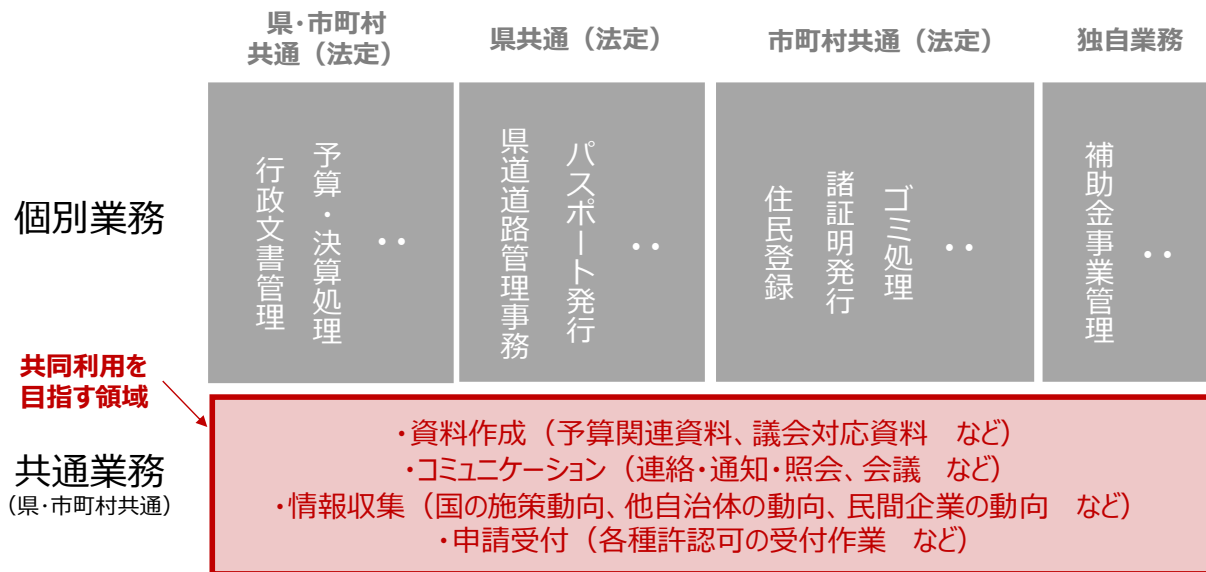 県・市町村
共通（法定）
県共通（法定）
市町村共通（法定）
独自業務
個別業務
行政文書管理
予算・決算処理
・・
県道道路管理事務
パスポート発行
・・
住民登録
諸証明発行
ゴミ処理
・・
補助金事業管理
・・
共同利用を
目指す領域
共通業務
（県・市町村共通）
・資料作成（予算関連資料、議会対応資料　など）
・コミュニケーション（連絡・通知・照会、会議　など）
・情報収集（国の施策動向、他自治体の動向、民間企業の動向　など）
・申請受付（各種許認可の受付作業　など）